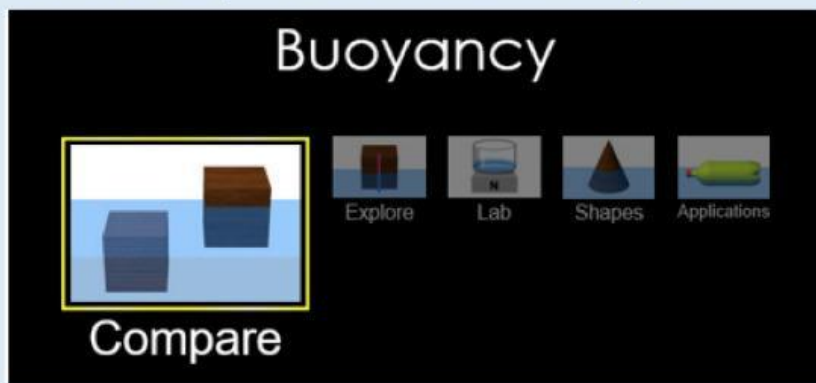 Buoyancy
N
Explore
Lab
Shapes
Applications
Compare